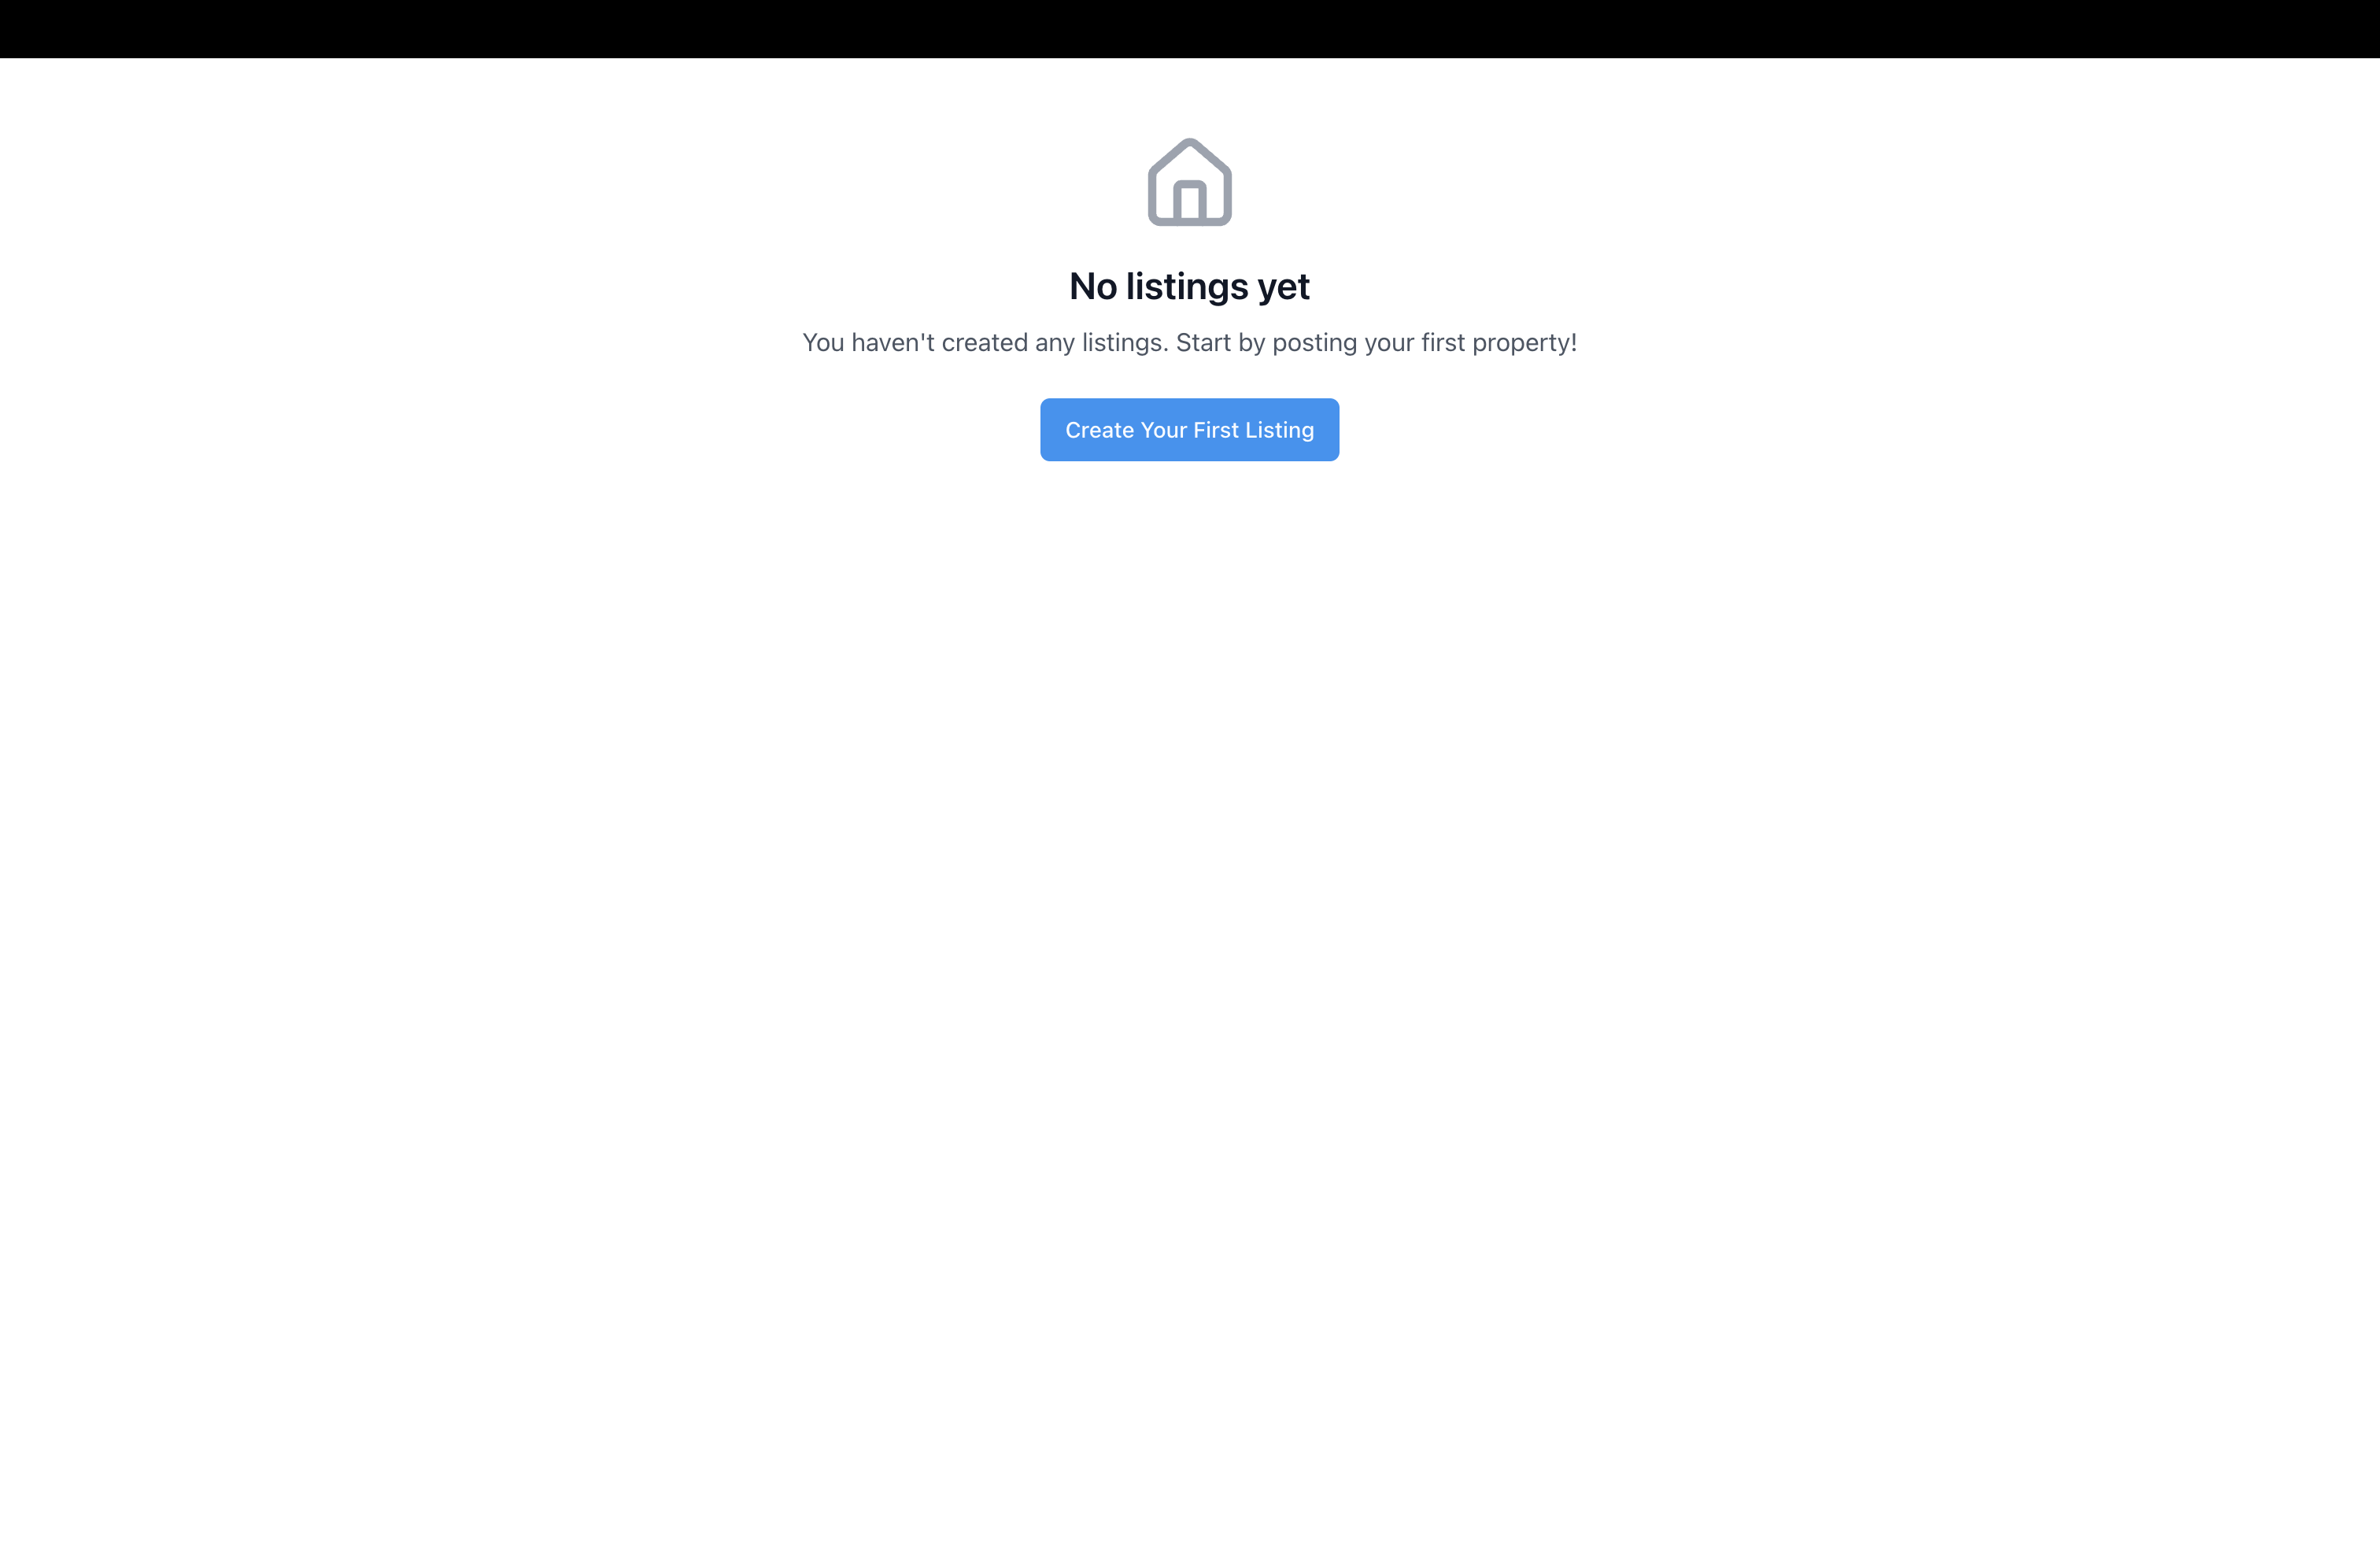 No listings yet
You haven't created any listings. Start by posting your first property!
Create Your First Listing